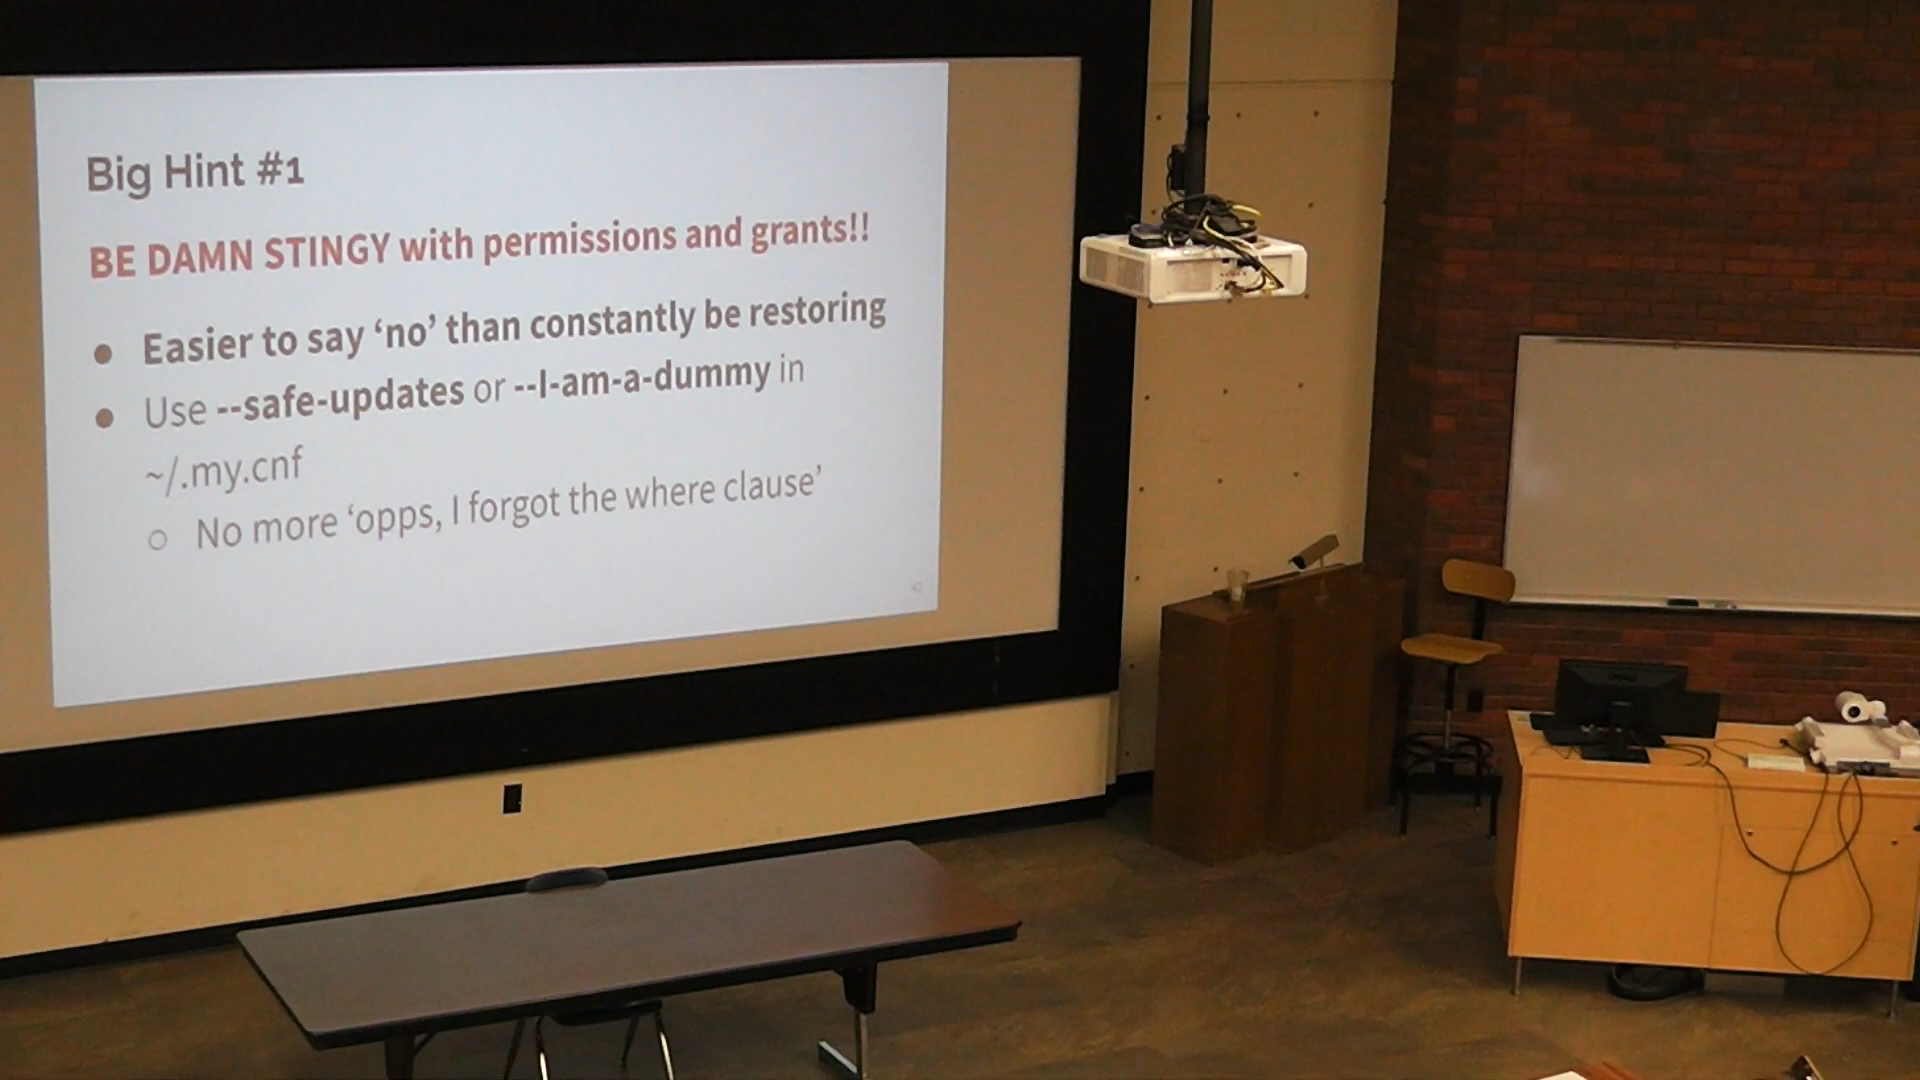 Big Hint #1
BE DAMN STINGY with permissions and grants!!
● Easier to say ‘no’ than constantly be restoring
● Use --safe-updates or --I-am-a-dummy in
~/.my.cnf
○ No more ‘opps, I forgot the where clause’